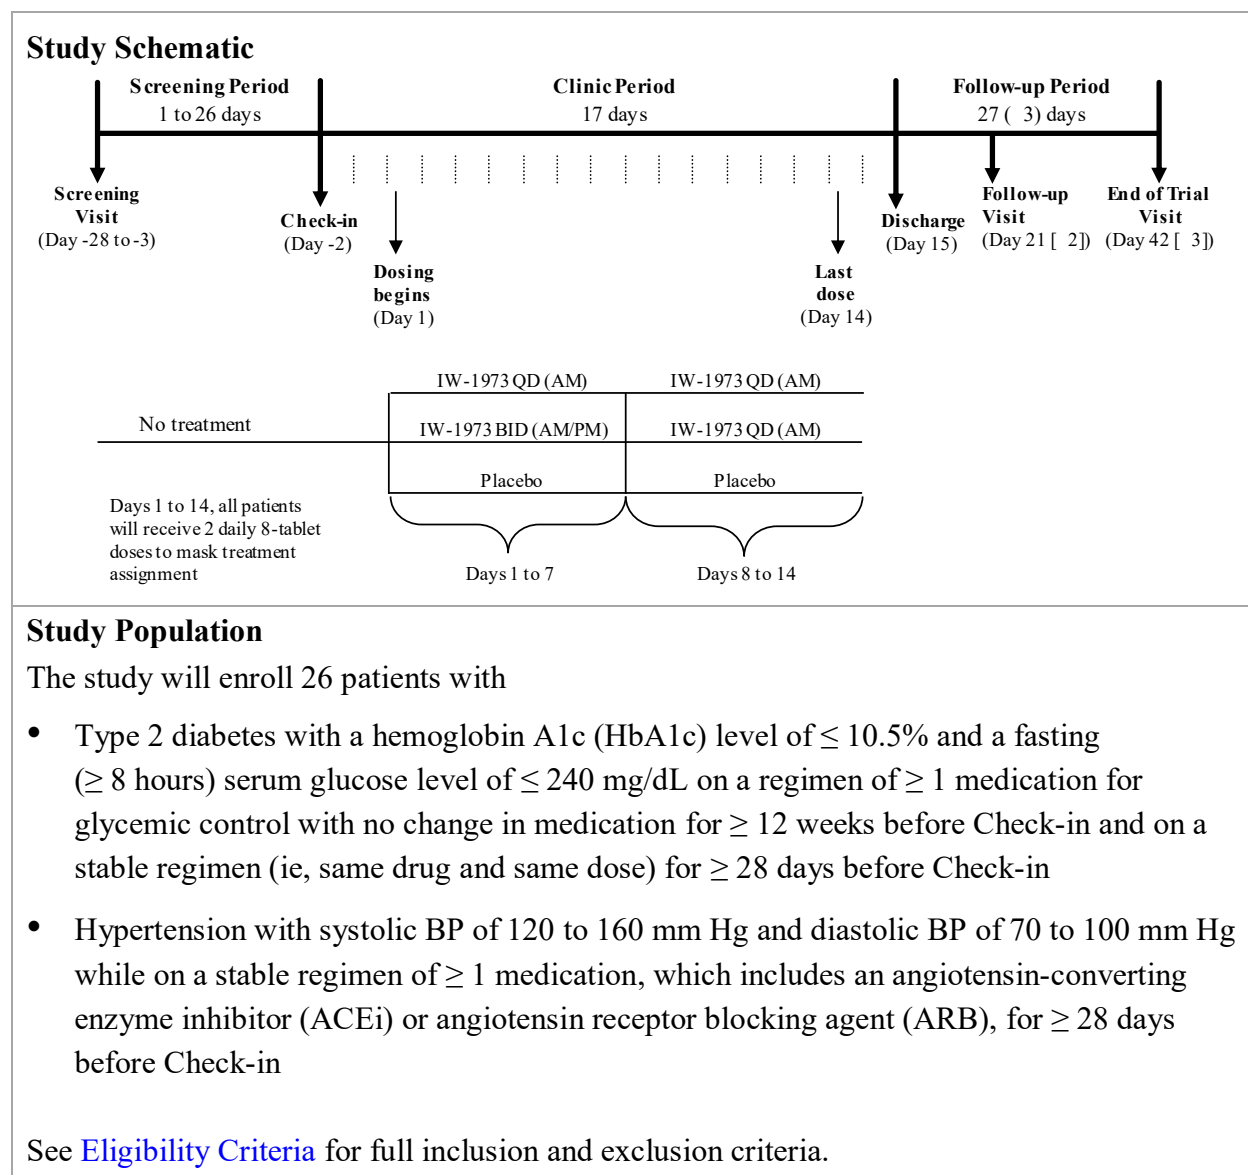 Study Schematic
Screening Period
1 to 26 days
Clinic Period
17 days
Follow-up Period
27 ( 3) days
Screening
Visit
(Day -28 to -3)
Check-in
(Day -2)
Dosing
begins
(Day 1)
Last
dose
(Day 14)
Discharge
(Day 15)
Follow-up
Visit
(Day 21 [ 2])
End of Trial
Visit
(Day 42 [ 3])
No treatment
IW-1973 QD (AM)
IW-1973 QD (AM)
IW-1973 BID (AM/PM)
IW-1973 QD (AM)
Placebo
Placebo
Days 1 to 14, all patients
will receive 2 daily 8-tablet
doses to mask treatment
assignment
Days 1 to 7
Days 8 to 14
Study Population
The study will enroll 26 patients with
• Type 2 diabetes with a hemoglobin A1c (HbA1c) level of ≤ 10.5% and a fasting
(≥ 8 hours) serum glucose level of ≤ 240 mg/dL on a regimen of ≥ 1 medication for
glycemic control with no change in medication for ≥ 12 weeks before Check-in and on a
stable regimen (ie, same drug and same dose) for ≥ 28 days before Check-in
• Hypertension with systolic BP of 120 to 160 mm Hg and diastolic BP of 70 to 100 mm Hg
while on a stable regimen of ≥ 1 medication, which includes an angiotensin-converting
enzyme inhibitor (ACEi) or angiotensin receptor blocking agent (ARB), for ≥ 28 days
before Check-in
See Eligibility Criteria for full inclusion and exclusion criteria.